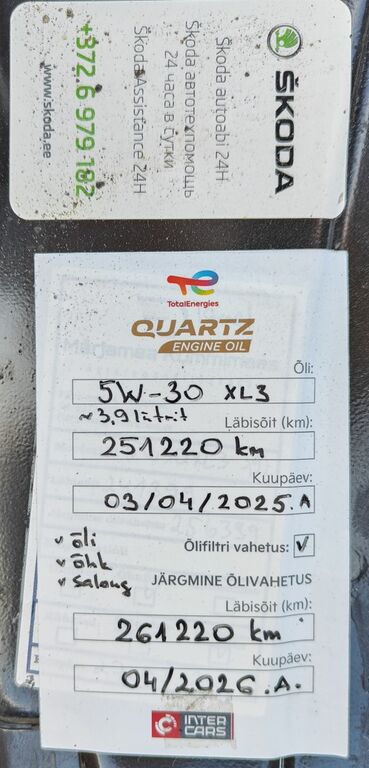 ŠKODA
Škoda autoabi 24H
Škoda автотехпомощь
24 часа в сутки
Škoda Assistance 24H
+372 6 979 182
www.skoda.ee
TotalEnergies
QUARTZ
ENGINE OIL
Õli:
5W-30 XL3
~3.9 liitrit
Läbisõit (km):
251220 km
Kuupäev:
03/04/2025.A
Õlifiltri vahetus: ✓
✓ õli
✓ õhk
✓ salong
JÄRGMINE ÕLIVAHETUS
Läbisõit (km):
261220 km
Kuupäev:
04/2026.A.
INTER
CARS